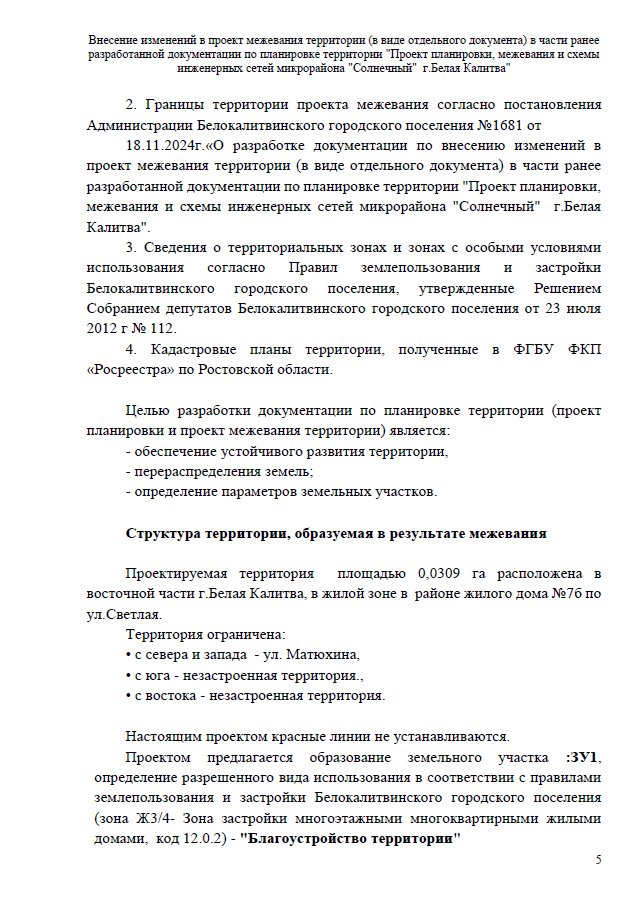 Внесение изменений в проект межевания территории (в виде отдельного документа) в части ранее
разработанной документации по планировке территории "Проект планировки, межевания и схемы
инженерных сетей микрорайона "Солнечный" г.Белая Калитва"
2. Границы территории проекта межевания согласно постановления
Администрации Белокалитвинского городского поселения №1681 от
18.11.2024г.«О разработке документации по внесению изменений в
проект межевания территории (в виде отдельного документа) в части ранее
разработанной документации по планировке территории "Проект планировки,
межевания и схемы инженерных сетей микрорайона "Солнечный" г.Белая
Калитва".
3. Сведения о территориальных зонах и зонах с особыми условиями
использования согласно Правил землепользования и застройки
Белокалитвинского городского поселения, утвержденные Решением
Собранием депутатов Белокалитвинского городского поселения от 23 июля
2012 г № 112.
4. Кадастровые планы территории, полученные в ФГБУ ФКП
«Росреестра» по Ростовской области.
Целью разработки документации по планировке территории (проект
планировки и проект межевания территории) является:
- обеспечение устойчивого развития территории,
- перераспределения земель;
- определение параметров земельных участков.
Структура территории, образуемая в результате межевания
Проектируемая территория площадью 0,0309 га расположена в
восточной части г.Белая Калитва, в жилой зоне в районе жилого дома №7б по
ул.Светлая.
Территория ограничена:
• с севера и запада - ул. Матюхина,
• с юга - незастроенная территория.,
• с востока - незастроенная территория.
Настоящим проектом красные линии не устанавливаются.
Проектом предлагается образование земельного участка :ЗУ1,
определение разрешенного вида использования в соответствии с правилами
землепользования и застройки Белокалитвинского городского поселения
(зона Ж3/4- Зона застройки многоэтажными многоквартирными жилыми
домами, код 12.0.2) - "Благоустройство территории"
5